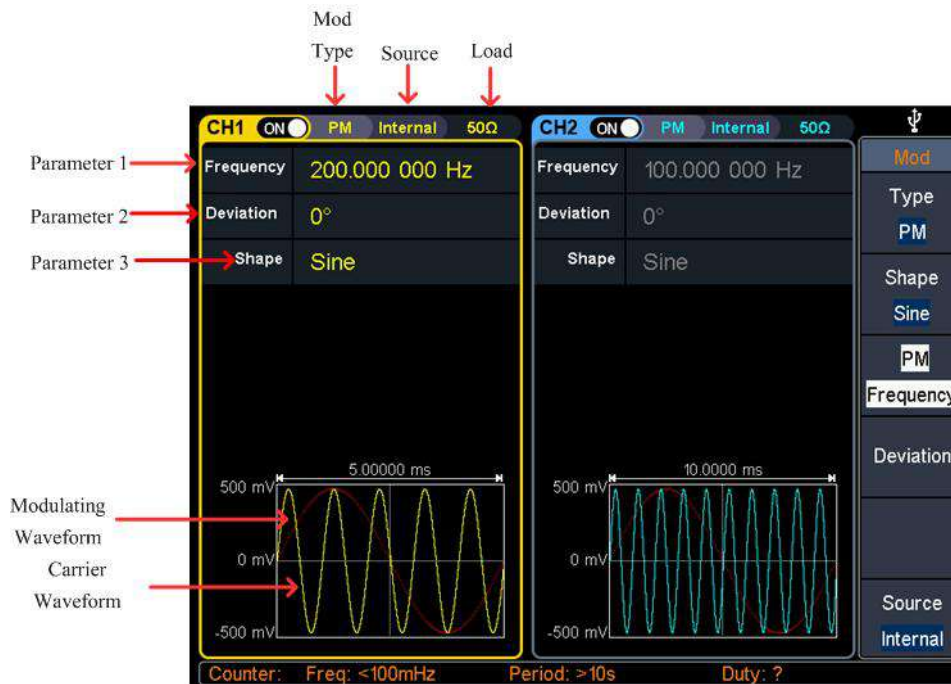 Mod
Type
Source
Load
CH1 ON PM Internal 50Ω
CH2 ON PM Internal 50Ω
Parameter 1
Frequency 200.000 000 Hz
Frequency 100.000 000 Hz
Mod
Parameter 2
Deviation 0°
Deviation 0°
Type
PM
Parameter 3
Shape Sine
Shape Sine
Shape
Sine
PM
Frequency
Deviation
5.00000 ms
10.0000 ms
500 mV
500 mV
Modulating
Waveform
0 mV
0 mV
Carrier
Waveform
-500 mV
-500 mV
Source
Internal
Counter: Freq: <100mHz Period: >10s Duty: ?